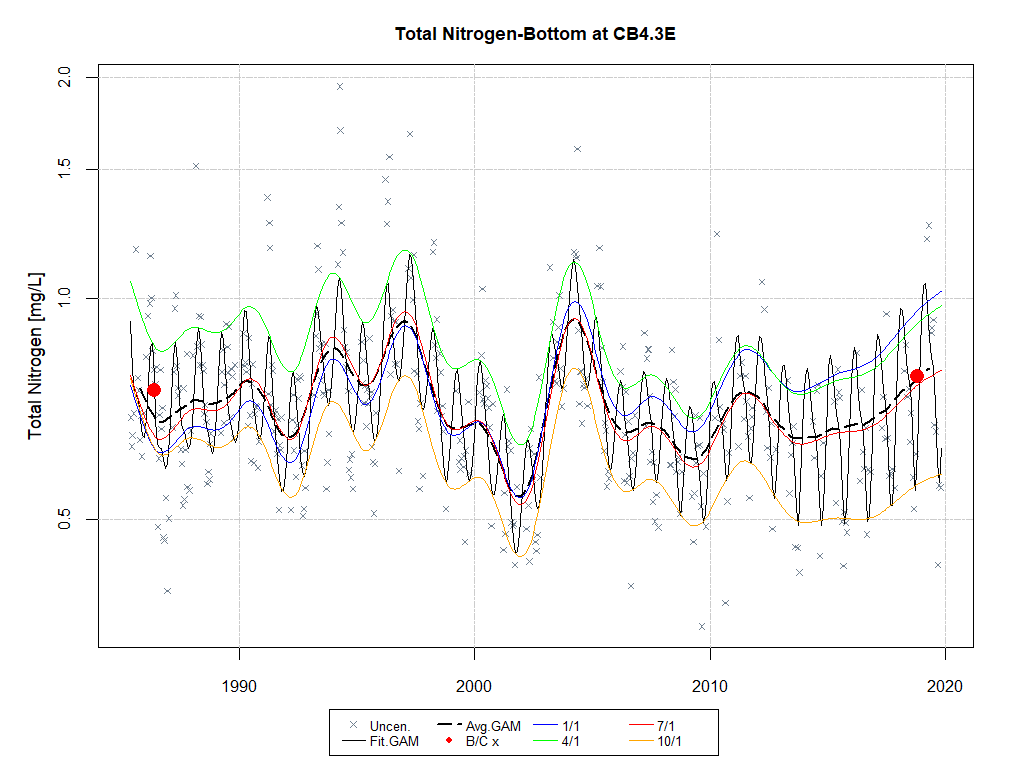 Total Nitrogen-Bottom at CB4.3E
Total Nitrogen [mg/L]
2.0
1.5
1.0
0.5
1990 2000 2010 2020
Uncen. Avg.GAM 1/1 7/1
Fit.GAM B/C x 4/1 10/1